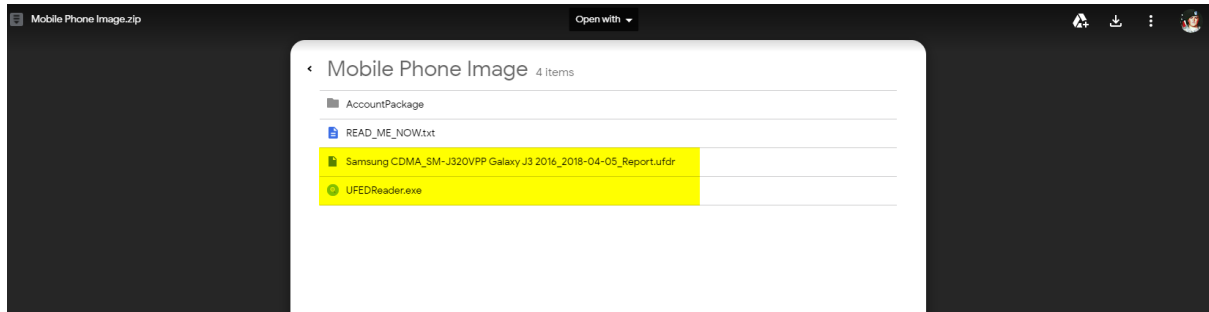 Mobile Phone Image.zip
Open with
Mobile Phone Image 4 items
AccountPackage
READ_ME_NOW.txt
Samsung CDMA_SM-J320VPP Galaxy J3 2016_2018-04-05_Report.ufdr
UFEDReader.exe